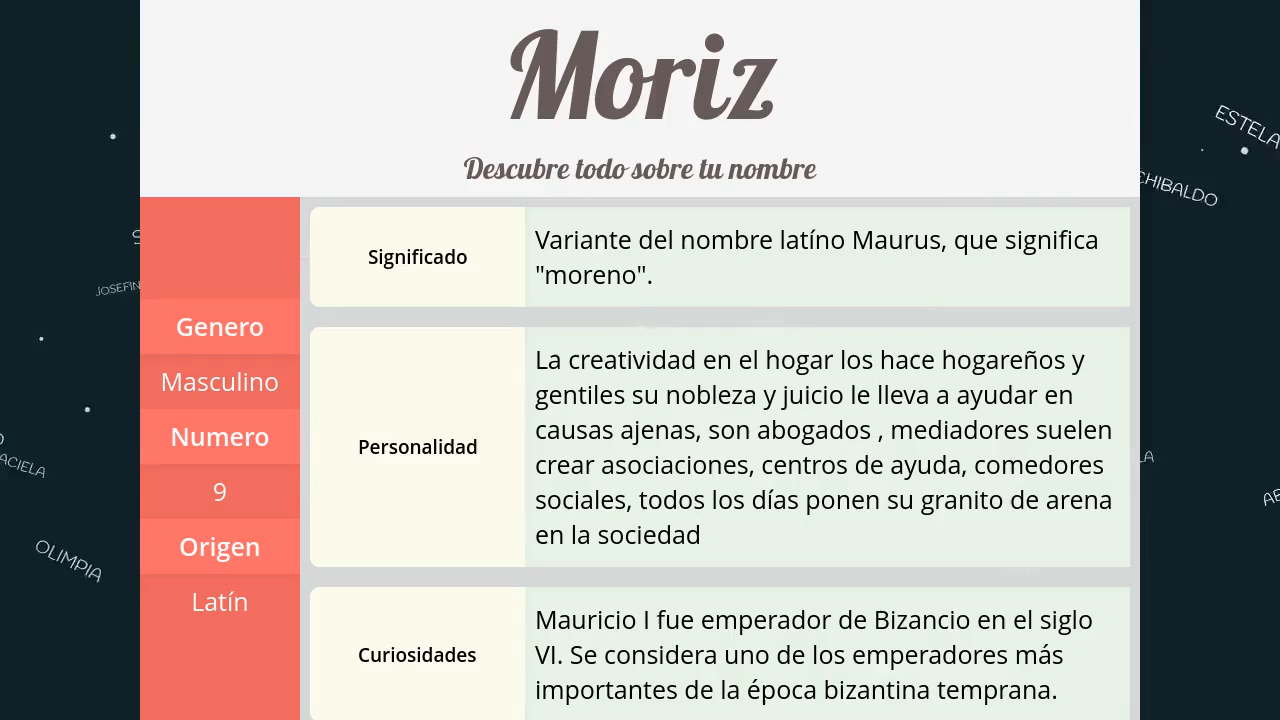 Moriz
Descubre todo sobre tu nombre
Genero
Masculino
Numero
9
Origen
Latín
Significado
Variante del nombre latíno Maurus, que significa
"moreno".
Personalidad
La creatividad en el hogar los hace hogareños y
gentiles su nobleza y juicio le lleva a ayudar en
causas ajenas, son abogados , mediadores suelen
crear asociaciones, centros de ayuda, comedores
sociales, todos los días ponen su granito de arena
en la sociedad
Curiosidades
Mauricio I fue emperador de Bizancio en el siglo
VI. Se considera uno de los emperadores más
importantes de la época bizantina temprana.
ESTELA
CHIBALDO
JOSEFIN
ACIELA
OLIMPIA